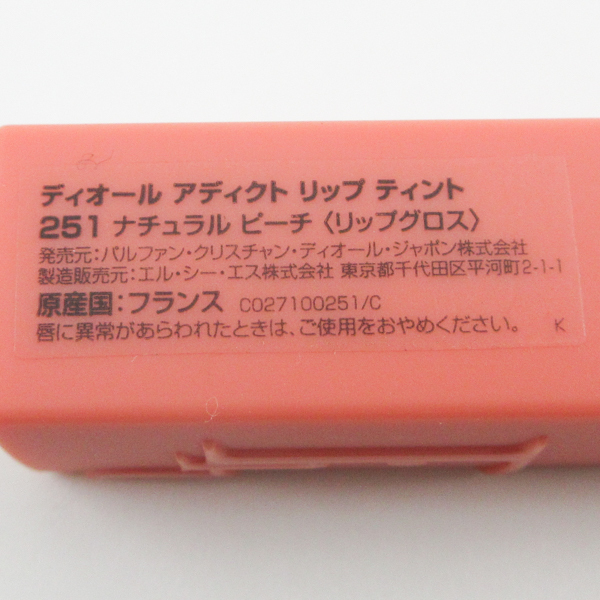 ディオール アディクト リップ ティント
251 ナチュラル ピーチ〈リップグロス〉
発売元:パルファン・クリスチャン・ディオール・ジャポン株式会社
製造販売元:エル・シー・エス株式会社 東京都千代田区平河町2-1-1
原産国:フランス C027100251/C
唇に異常があらわれたときは、ご使用をおやめください。 K